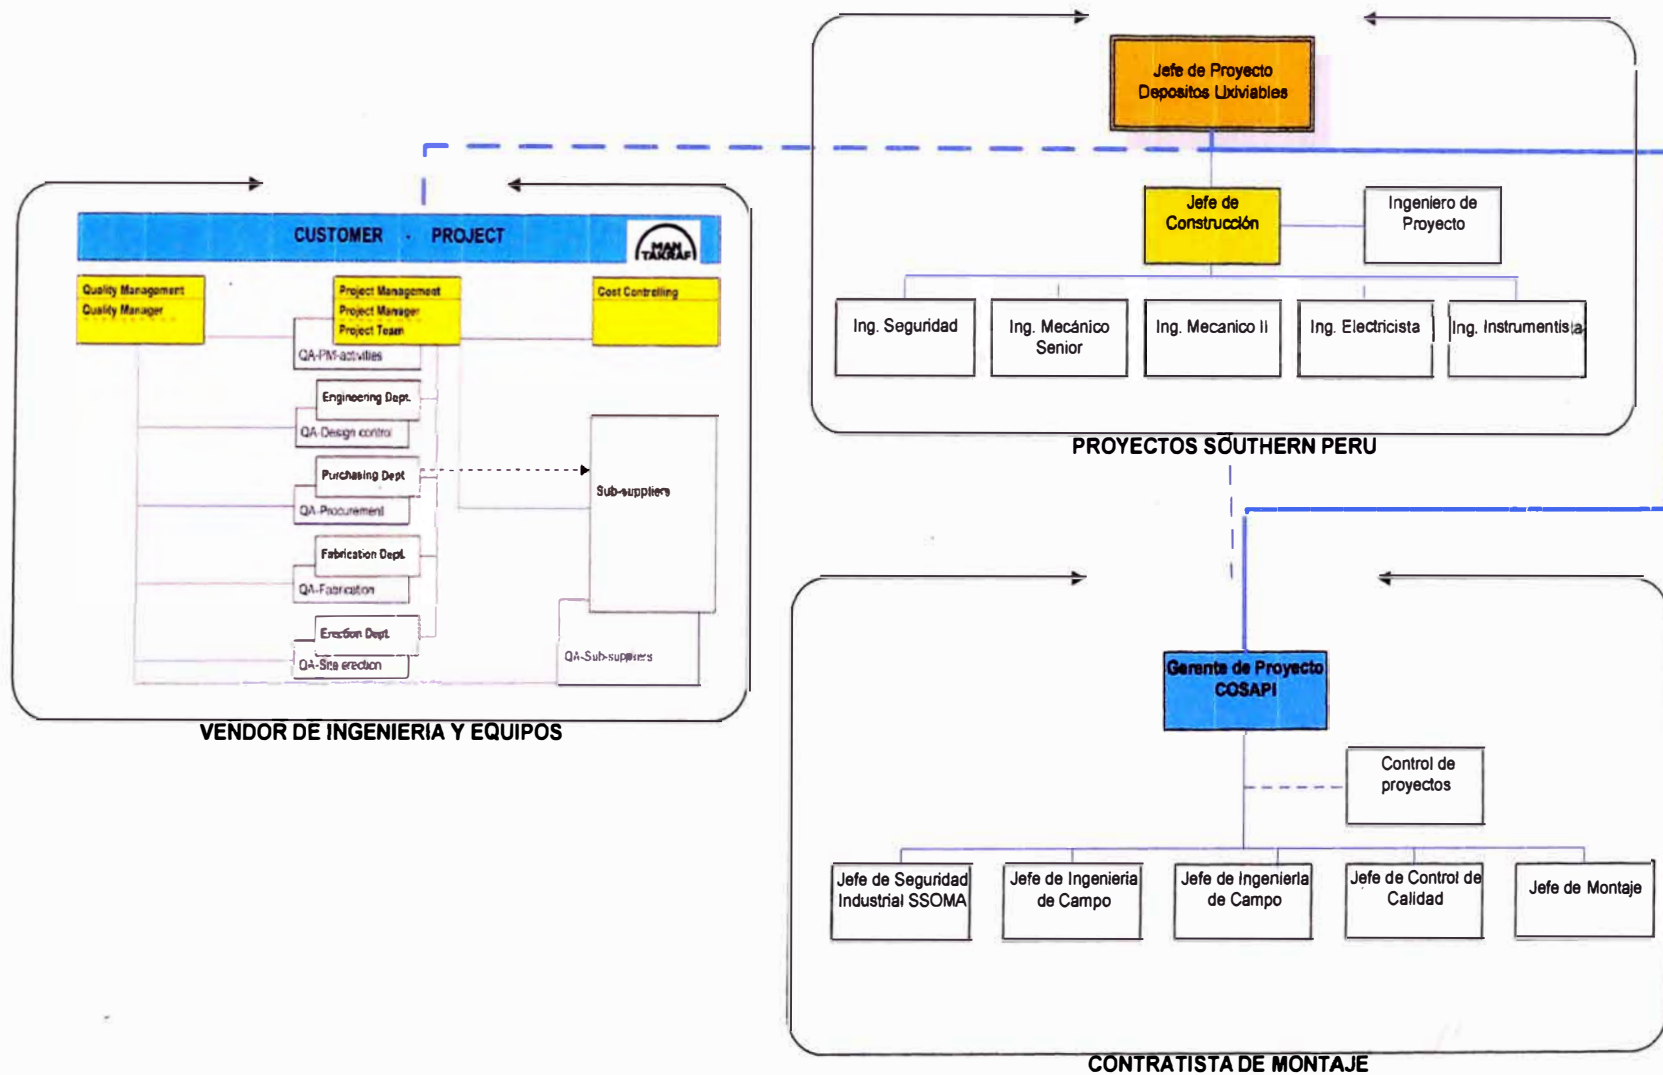 Jefe de Proyecto
Depositos Lixiviables
Jefe de
Construcción
Ingeniero de
Proyecto
Ing. Seguridad
Ing. Mecánico
Senior
Ing. Mecanico II
Ing. Electricista
Ing. Instrumentista
PROYECTOS SOUTHERN PERU
CUSTOMER - PROJECT
MAN
TAKRAF
Quality Management
Quality Manager
Project Management
Project Manager
Project Team
Cost Controlling
QA-PM-activities
Engineering Dept.
QA-Design control
Purchasing Dept
QA-Procurement
Sub-suppliers
Fabrication Dept.
QA-Fabrication
Erection Dept.
QA-Site erection
QA-Sub-suppliers
VENDOR DE INGENIERIA Y EQUIPOS
Gerente de Proyecto
COSAPI
Control de
proyectos
Jefe de Seguridad
Industrial SSOMA
Jefe de Ingenieria
de Campo
Jefe de Ingenierla
de Campo
Jefe de Control de
Calidad
Jefe de Montaje
CONTRATISTA DE MONTAJE